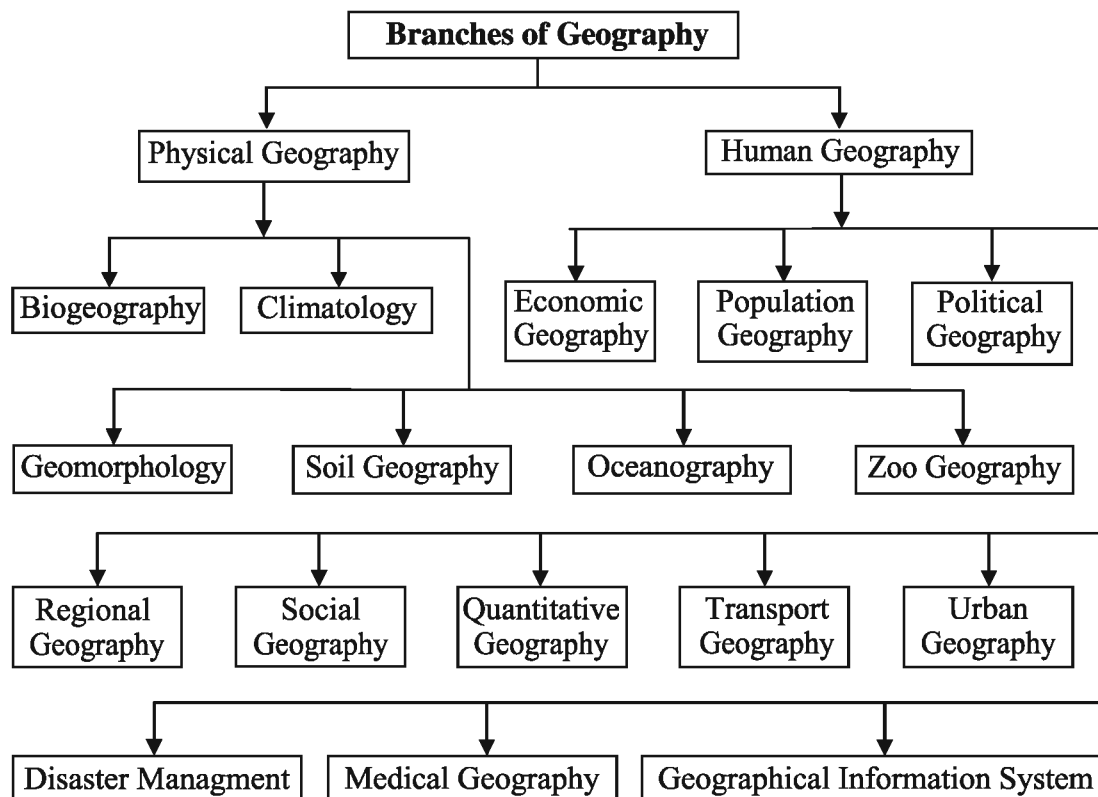 Branches of Geography
Physical Geography
Human Geography
Biogeography
Climatology
Economic
Geography
Population
Geography
Political
Geography
Geomorphology
Soil Geography
Oceanography
Zoo Geography
Regional
Geography
Social
Geography
Quantitative
Geography
Transport
Geography
Urban
Geography
Disaster Managment
Medical Geography
Geographical Information System